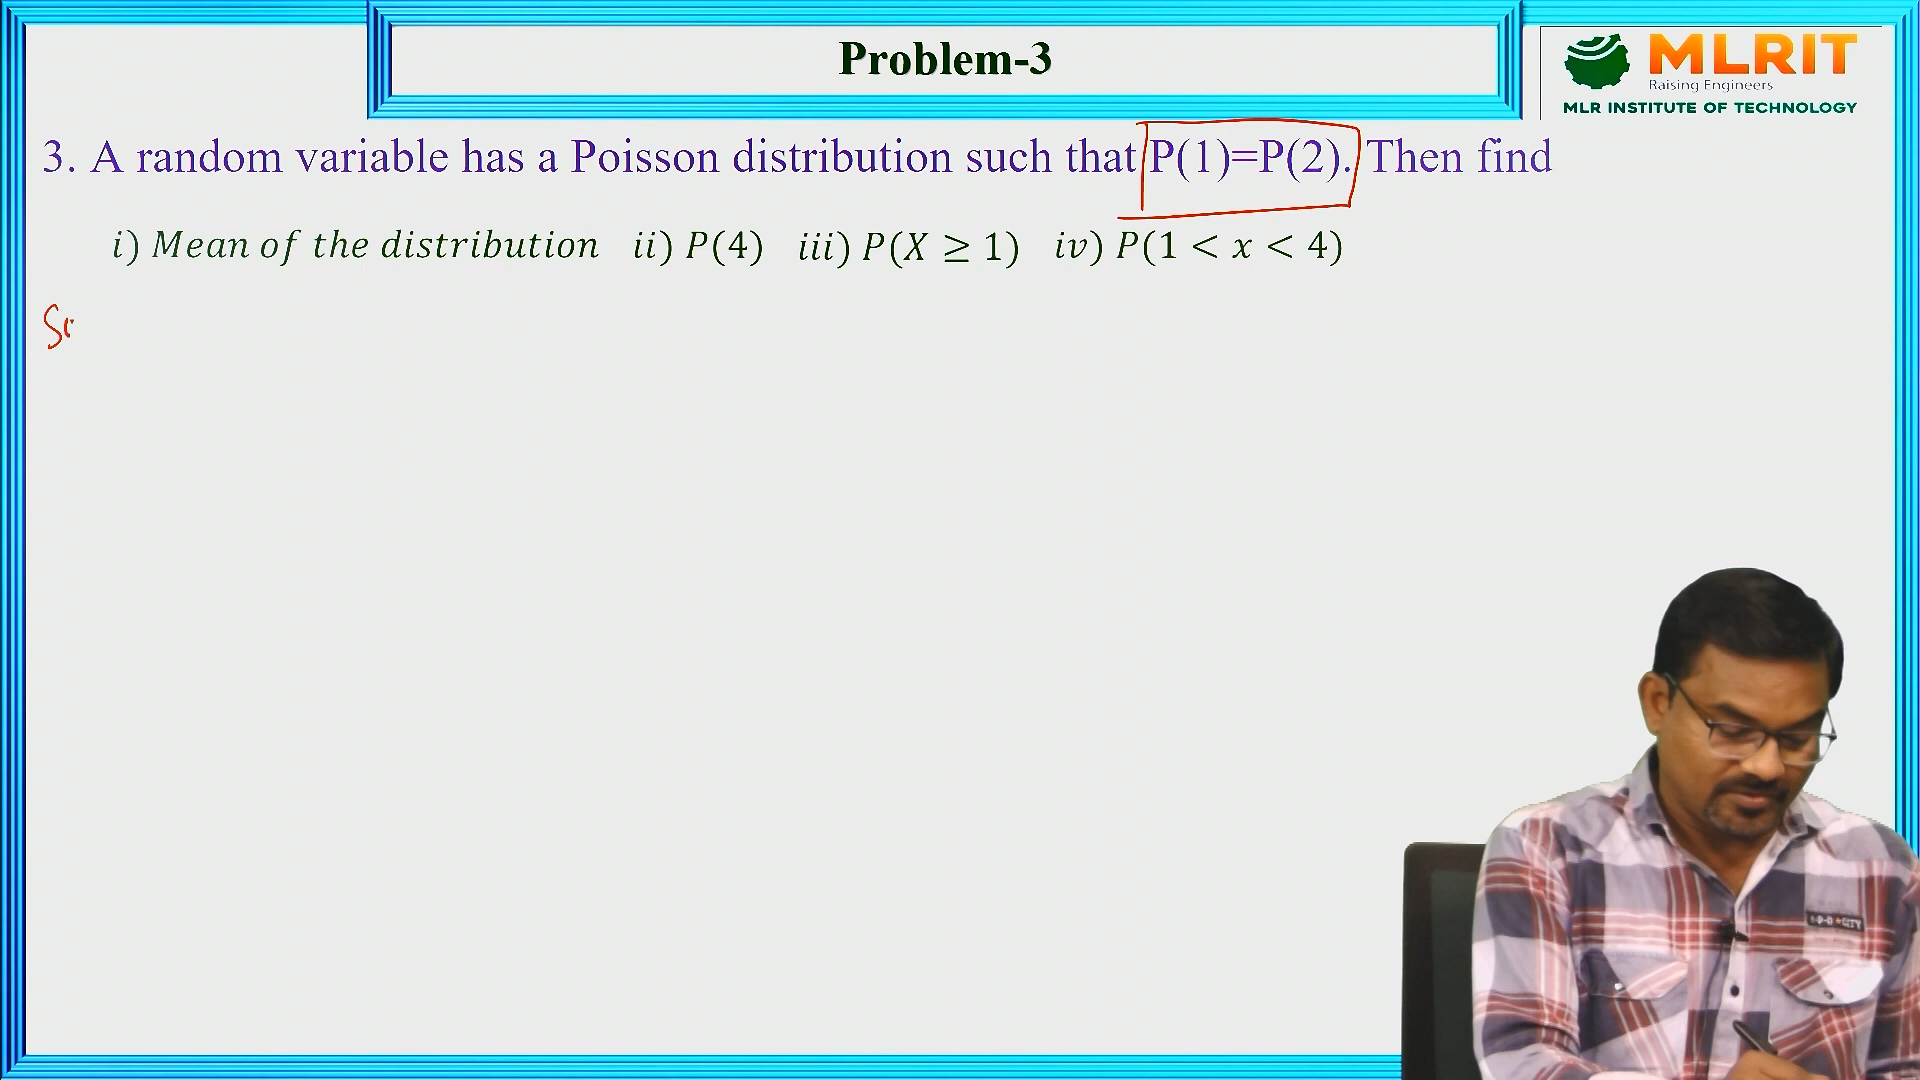 Problem-3
MLRIT
Raising Engineers
MLR INSTITUTE OF TECHNOLOGY
3. A random variable has a Poisson distribution such that P(1)=P(2). Then find
i) Mean of the distribution ii) P(4) iii) P(X ≥ 1) iv) P(1 < x < 4)